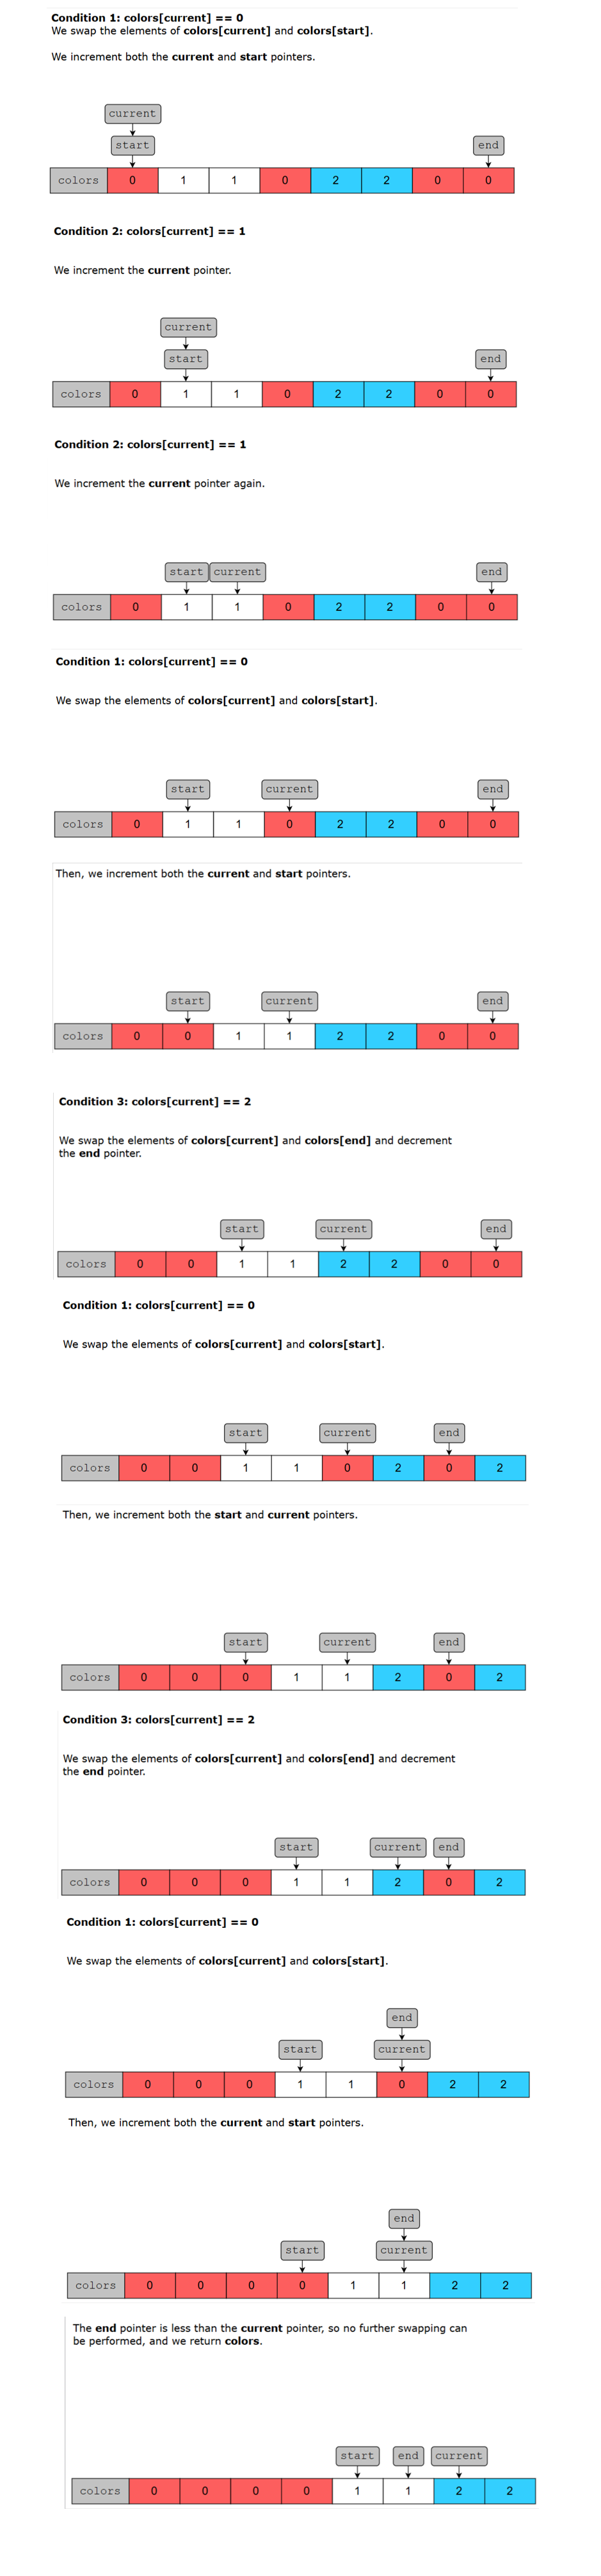 Condition 1: colors[current] == 0
We swap the elements of colors[current] and colors[start].
We increment both the current and start pointers.
current
start end
colors 0 1 1 0 2 2 0 0
Condition 2: colors[current] == 1
We increment the current pointer.
current
start end
colors 0 1 1 0 2 2 0 0
Condition 2: colors[current] == 1
We increment the current pointer again.
start current end
colors 0 1 1 0 2 2 0 0
Condition 1: colors[current] == 0
We swap the elements of colors[current] and colors[start].
start current end
colors 0 1 1 0 2 2 0 0
Then, we increment both the current and start pointers.
start current end
colors 0 0 1 1 2 2 0 0
Condition 3: colors[current] == 2
We swap the elements of colors[current] and colors[end] and decrement
the end pointer.
start current end
colors 0 0 1 1 2 2 0 0
Condition 1: colors[current] == 0
We swap the elements of colors[current] and colors[start].
start current end
colors 0 0 1 1 0 2 0 2
Then, we increment both the start and current pointers.
start current end
colors 0 0 0 1 1 2 0 2
Condition 3: colors[current] == 2
We swap the elements of colors[current] and colors[end] and decrement
the end pointer.
start current end
colors 0 0 0 1 1 2 0 2
Condition 1: colors[current] == 0
We swap the elements of colors[current] and colors[start].
end
start current
colors 0 0 0 1 1 0 2 2
Then, we increment both the current and start pointers.
end
start current
colors 0 0 0 0 1 1 2 2
The end pointer is less than the current pointer, so no further swapping can
be performed, and we return colors.
start end current
colors 0 0 0 0 1 1 2 2